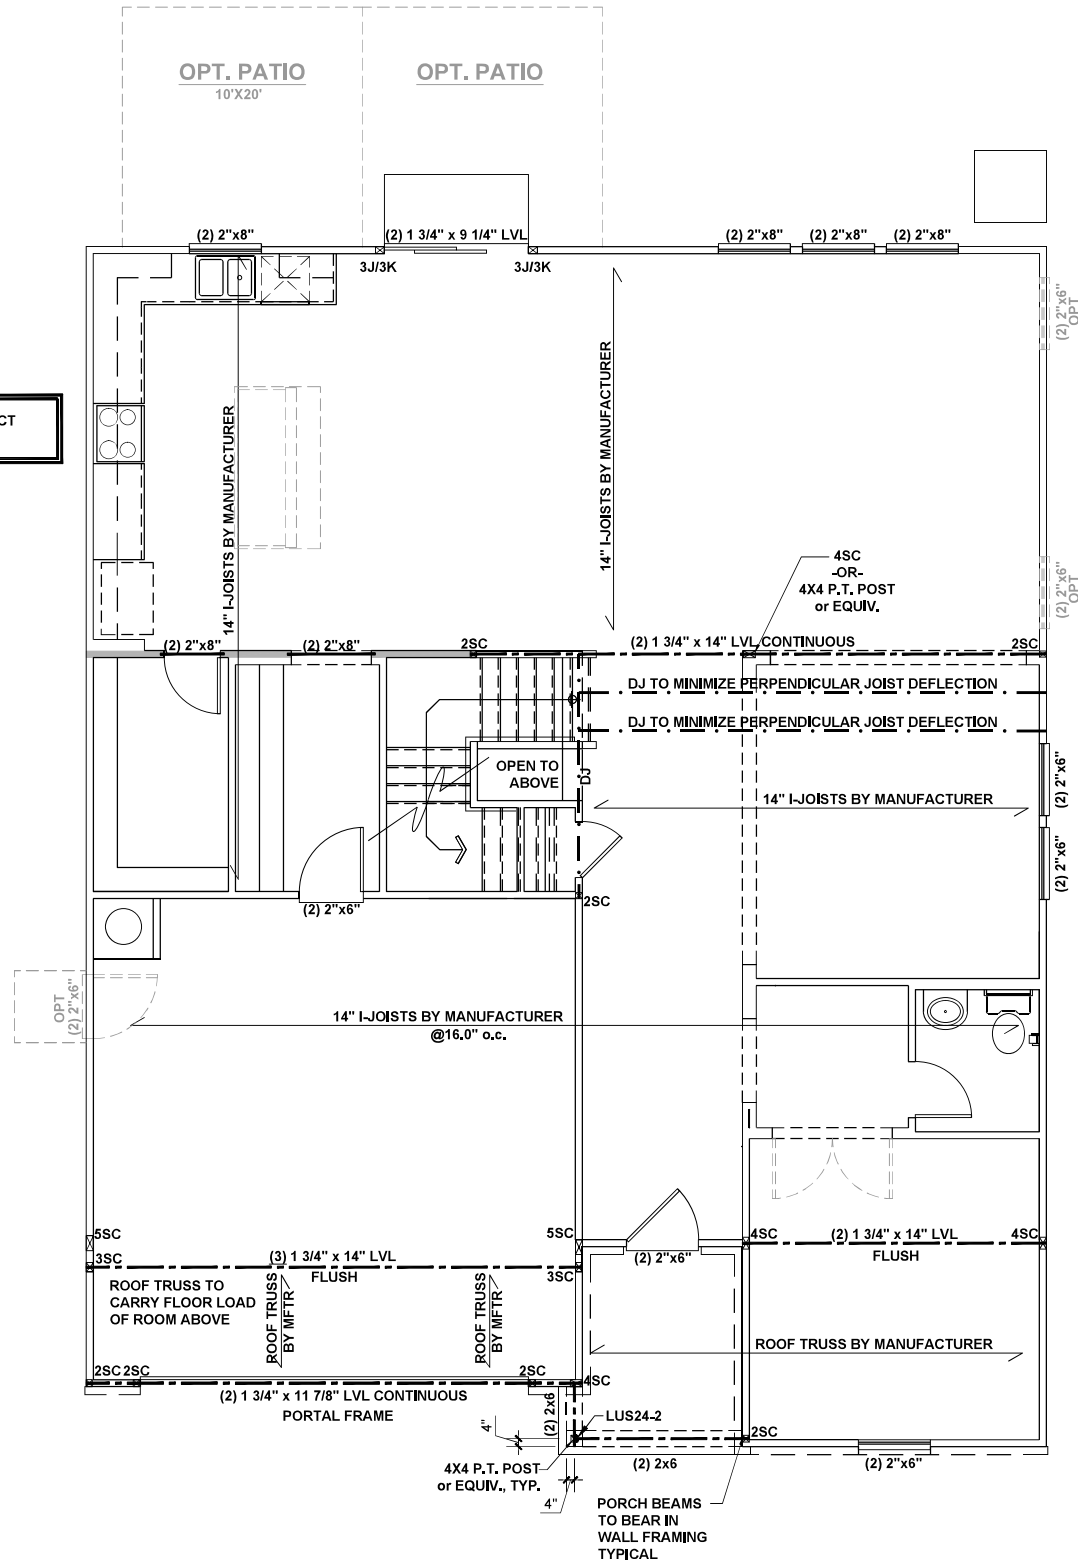 OPT. PATIO
10'X20'
OPT. PATIO
(2) 2"x8"
(2) 1 3/4" x 9 1/4" LVL
(2) 2"x8"
(2) 2"x8"
(2) 2"x8"
3J/3K
3J/3K
(2) 2"x6"
OPT
CT
14" I-JOISTS BY MANUFACTURER
14" I-JOISTS BY MANUFACTURER
4SC
-OR-
4X4 P.T. POST
or EQUIV.
(2) 2"x6"
OPT
(2) 2"x8"
(2) 2"x8"
2SC
(2) 1 3/4" x 14" LVL CONTINUOUS
2SC
DJ TO MINIMIZE PERPENDICULAR JOIST DEFLECTION
DJ TO MINIMIZE PERPENDICULAR JOIST DEFLECTION
OPEN TO
ABOVE
DJ
14" I-JOISTS BY MANUFACTURER
(2) 2"x6"
(2) 2"x6"
(2) 2"x6"
2SC
OPT
(2) 2"x6"
14" I-JOISTS BY MANUFACTURER
@16.0" o.c.
5SC
3SC
(3) 1 3/4" x 14" LVL
FLUSH
5SC
3SC
(2) 2"x6"
4SC
(2) 1 3/4" x 14" LVL
FLUSH
4SC
ROOF TRUSS TO
CARRY FLOOR LOAD
OF ROOM ABOVE
ROOF TRUSS
BY MFTR
ROOF TRUSS
BY MFTR
ROOF TRUSS BY MANUFACTURER
2SC
2SC
2SC
4SC
(2) 1 3/4" x 11 7/8" LVL CONTINUOUS
PORTAL FRAME
(2) 2x6
LUS24-2
4"
2SC
(2) 2x6
(2) 2"x6"
4X4 P.T. POST
or EQUIV., TYP.
4"
PORCH BEAMS
TO BEAR IN
WALL FRAMING
TYPICAL